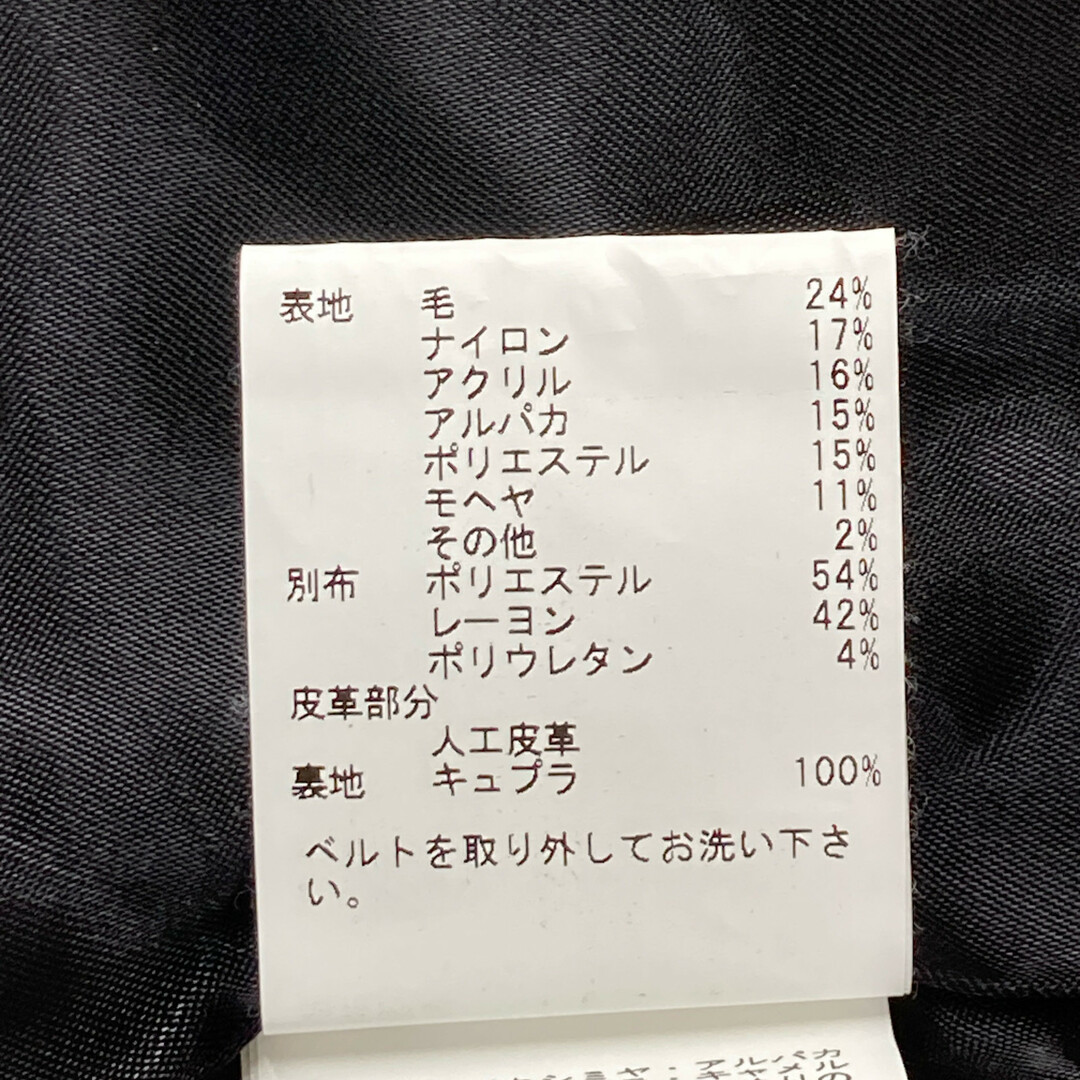 表地 毛 24%
ナイロン 17%
アクリル 16%
アルパカ 15%
ポリエステル 15%
モヘヤ 11%
その他 2%
別布 ポリエステル 54%
レーヨン 42%
ポリウレタン 4%
皮革部分
人工皮革
裏地 キュプラ 100%
ベルトを取り外してお洗い下さ
い。
アルパカ